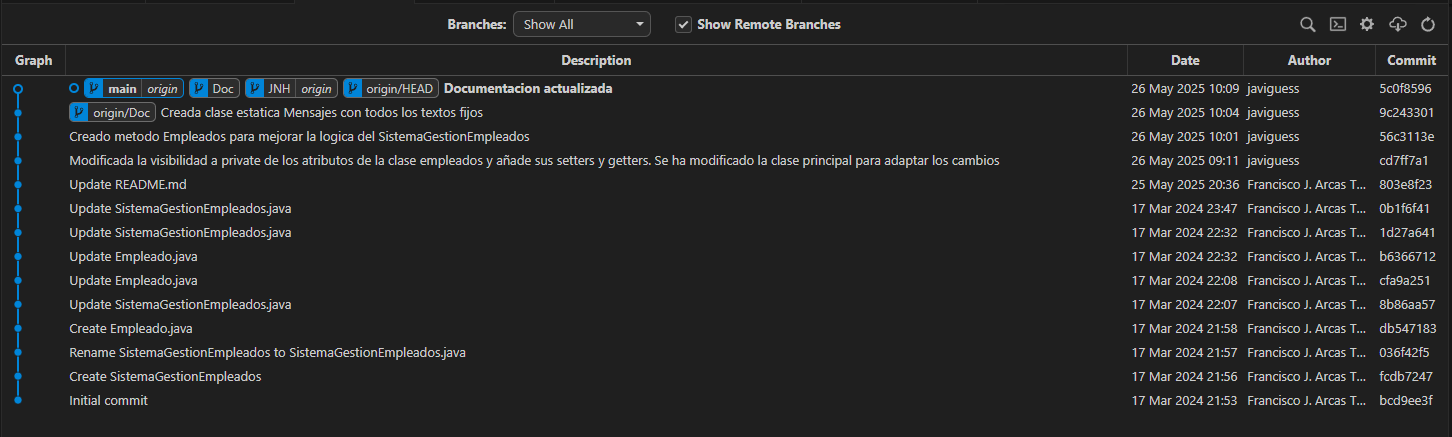 Branches: Show All Show Remote Branches
Graph Description Date Author Commit
main origin Doc JNH origin origin/HEAD Documentacion actualizada 26 May 2025 10:09 javiguess 5c0f8596
origin/Doc Creada clase estatica Mensajes con todos los textos fijos 26 May 2025 10:04 javiguess 9c243301
Creado metodo Empleados para mejorar la logica del SistemaGestionEmpleados 26 May 2025 10:01 javiguess 56c3113e
Modificada la visibilidad a private de los atributos de la clase empleados y añade sus setters y getters. Se ha modificado la clase principal para adaptar los cambios 26 May 2025 09:11 javiguess cd7ff7a1
Update README.md 25 May 2025 20:36 Francisco J. Arcas T... 803e8f23
Update SistemaGestionEmpleados.java 17 Mar 2024 23:47 Francisco J. Arcas T... 0b1f6f41
Update SistemaGestionEmpleados.java 17 Mar 2024 22:32 Francisco J. Arcas T... 1d27a641
Update Empleado.java 17 Mar 2024 22:32 Francisco J. Arcas T... b6366712
Update Empleado.java 17 Mar 2024 22:08 Francisco J. Arcas T... cfa9a251
Update SistemaGestionEmpleados.java 17 Mar 2024 22:07 Francisco J. Arcas T... 8b86aa57
Create Empleado.java 17 Mar 2024 21:58 Francisco J. Arcas T... db547183
Rename SistemaGestionEmpleados to SistemaGestionEmpleados.java 17 Mar 2024 21:57 Francisco J. Arcas T... 036f42f5
Create SistemaGestionEmpleados 17 Mar 2024 21:56 Francisco J. Arcas T... fcdb7247
Initial commit 17 Mar 2024 21:53 Francisco J. Arcas T... bcd9ee3f